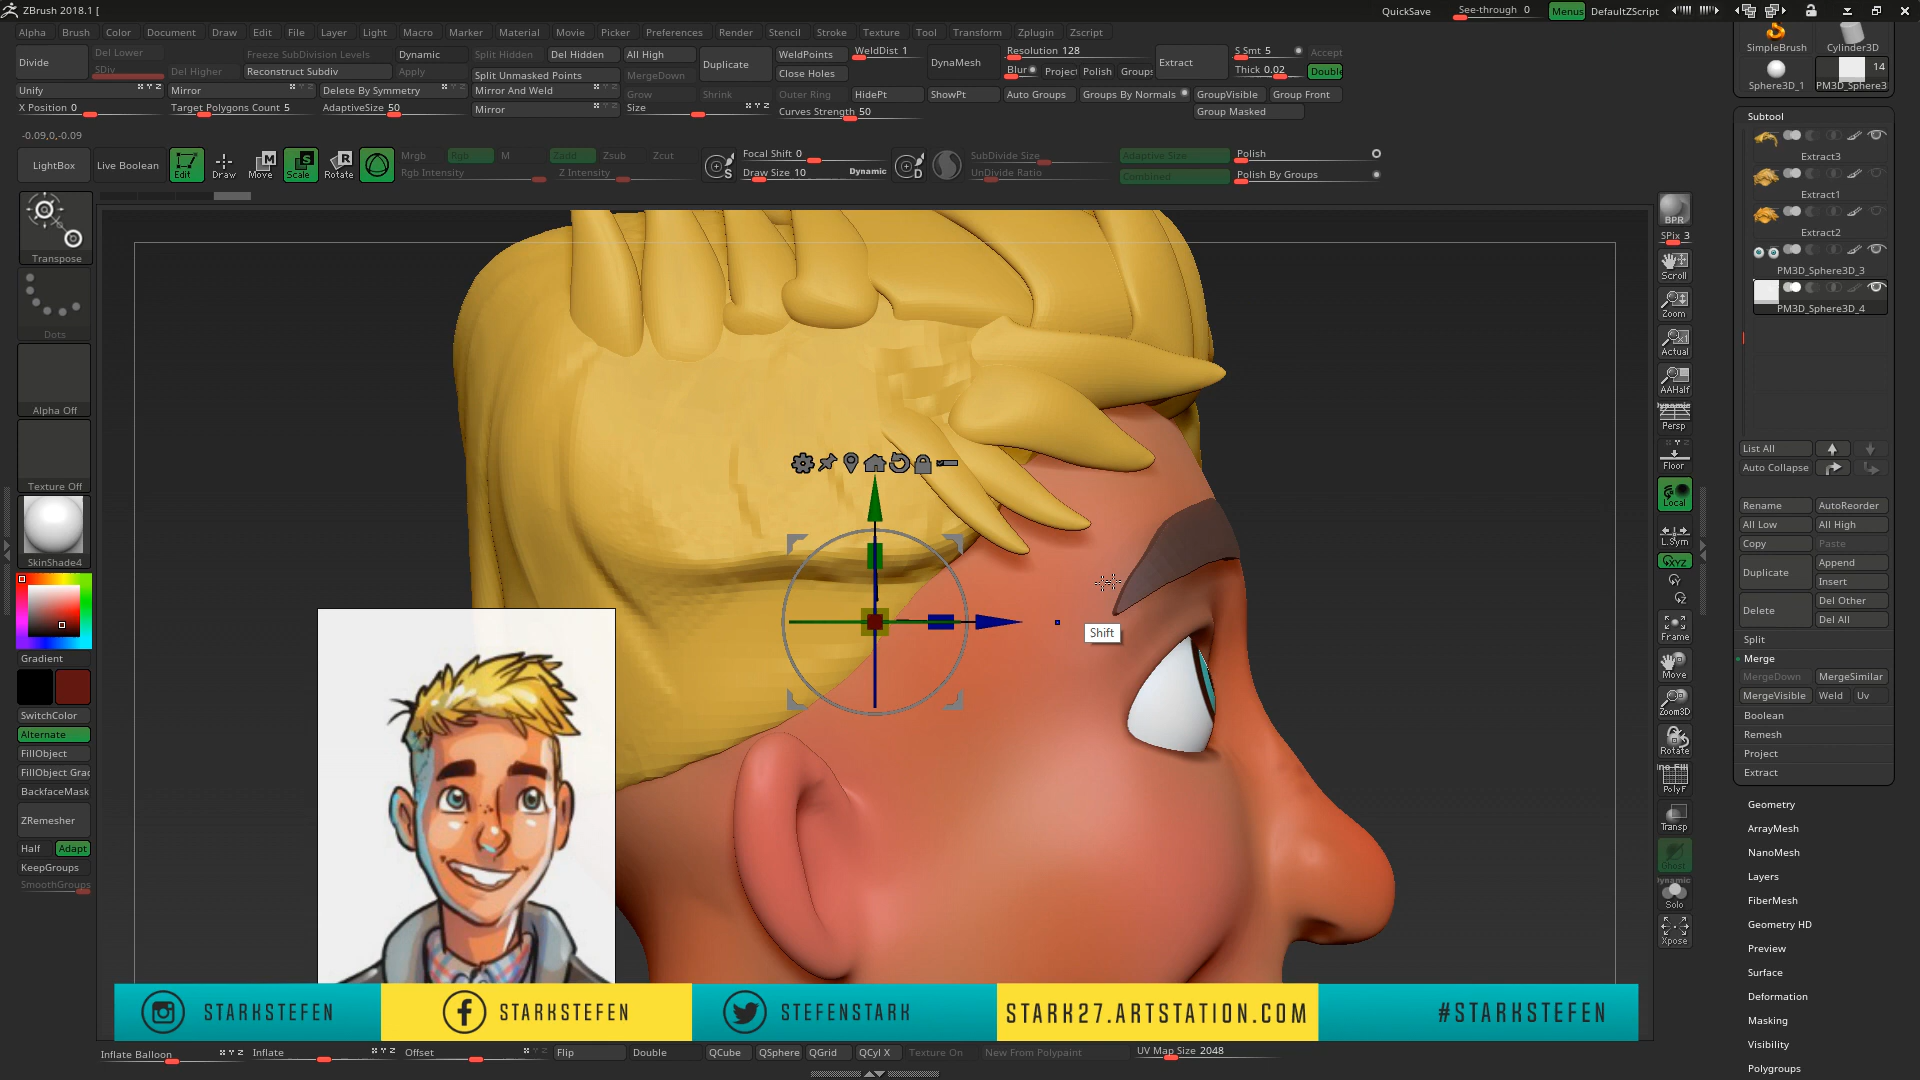 ZBrush 2018.1 [
QuickSave See-through 0 Menus DefaultZScript
Alpha Brush Color Document Draw Edit File Layer Light Macro Marker Material Movie Picker Preferences Render Stencil Stroke Texture Tool Transform Zplugin Zscript
Divide Del Lower Freeze SubDivision Levels Dynamic Split Hidden Del Hidden All High Duplicate WeldPoints WeldDist 1 DynaMesh Resolution 128 Extract S Smt 5 Accept
SDiv Del Higher Reconstruct Subdiv Apply Split Unmasked Points MergeDown Close Holes Blur Project Polish Groups Thick 0.02 Double
Unify Mirror Delete By Symmetry Mirror And Weld Grow Shrink Outer Ring HidePt ShowPt Auto Groups Groups By Normals GroupVisible Group Front
X Position 0 Target Polygons Count 5 AdaptiveSize 50 Mirror Size Curves Strength 50 Group Masked
-0.09,0,-0.09
LightBox Live Boolean Edit Draw Move Scale Rotate Mrgb Rgb M Zadd Zsub Zcut Focal Shift 0 SubDivide Size Adaptive Size Polish
Rgb Intensity Z Intensity Draw Size 10 Dynamic UnDivide Ratio Combined Polish By Groups
Transpose
Dots
Alpha Off
Texture Off
SkinShade4
Gradient
SwitchColor
Alternate
FillObject
FillObject Grad
BackfaceMask
ZRemesher
Half Adapt
KeepGroups
SmoothGroups
Shift
BPR
SPix 3
Scroll
Zoom
Actual
AAHalf
Dynamic
Persp
Floor
Local
L.Sym
XYZ
Frame
Move
Zoom3D
Rotate
PolyF
Transp
Ghost
Dynamic
Solo
Xpose
SimpleBrush Cylinder3D
14
Sphere3D_1 PM3D_Sphere3
Subtool
Extract3
Extract1
Extract2
PM3D_Sphere3D_3
PM3D_Sphere3D_4
List All
Auto Collapse
Rename AutoReorder
All Low All High
Copy Paste
Duplicate Append
Insert
Delete Del Other
Del All
Split
Merge
MergeDown MergeSimilar
MergeVisible Weld Uv
Boolean
Remesh
Project
Extract
Geometry
ArrayMesh
NanoMesh
Layers
FiberMesh
Geometry HD
Preview
Surface
Deformation
Masking
Visibility
Polygroups
STARKSTEFEN STARKSTEFEN STEFENSTARK STARK27.ARTSTATION.COM #STARKSTEFEN
Inflate Balloon Inflate Offset Flip Double QCube QSphere QGrid QCyl X Texture On New From Polypaint UV Map Size 2048